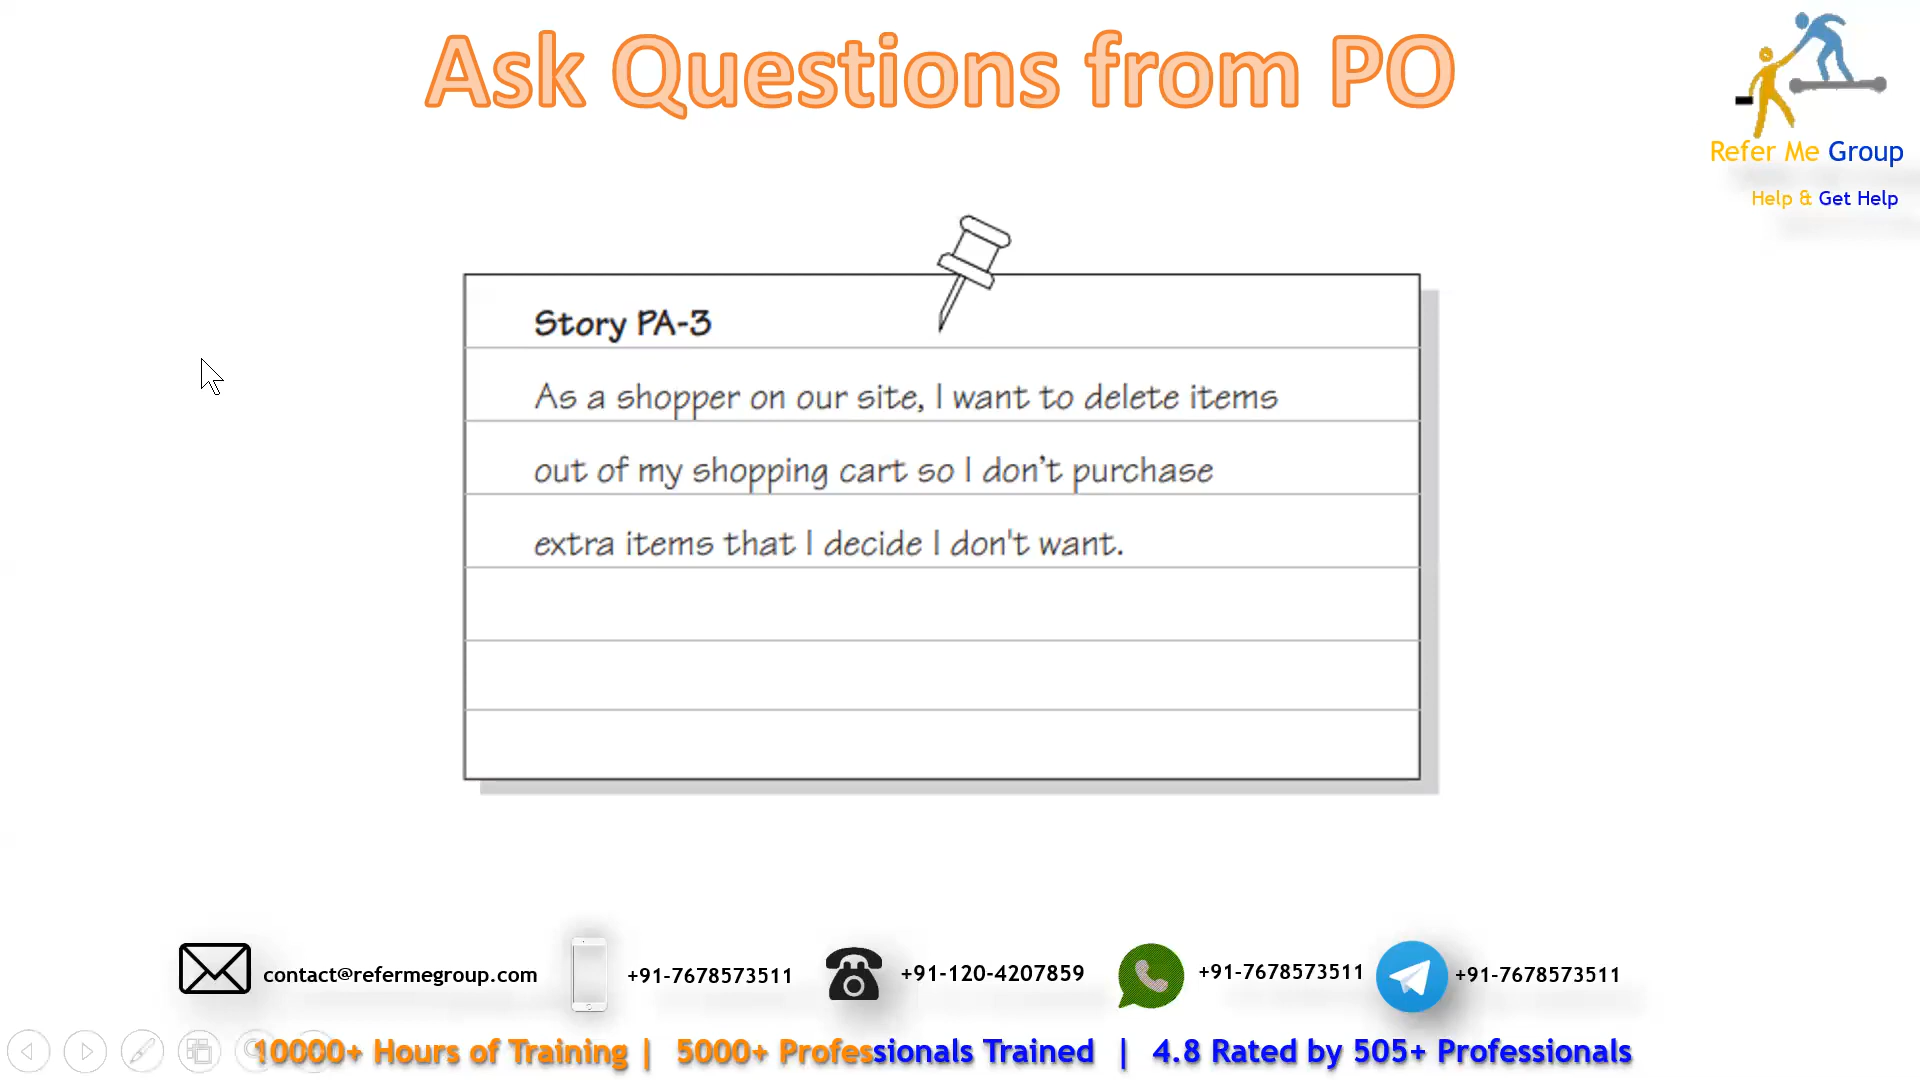 Ask Questions from PO
Refer Me Group
Help & Get Help
Story PA-3
As a shopper on our site, I want to delete items
out of my shopping cart so I don't purchase
extra items that I decide I don't want.
contact@refermegroup.com
+91-7678573511
+91-120-4207859
+91-7678573511
+91-7678573511
10000+ Hours of Training | 5000+ Professionals Trained | 4.8 Rated by 505+ Professionals